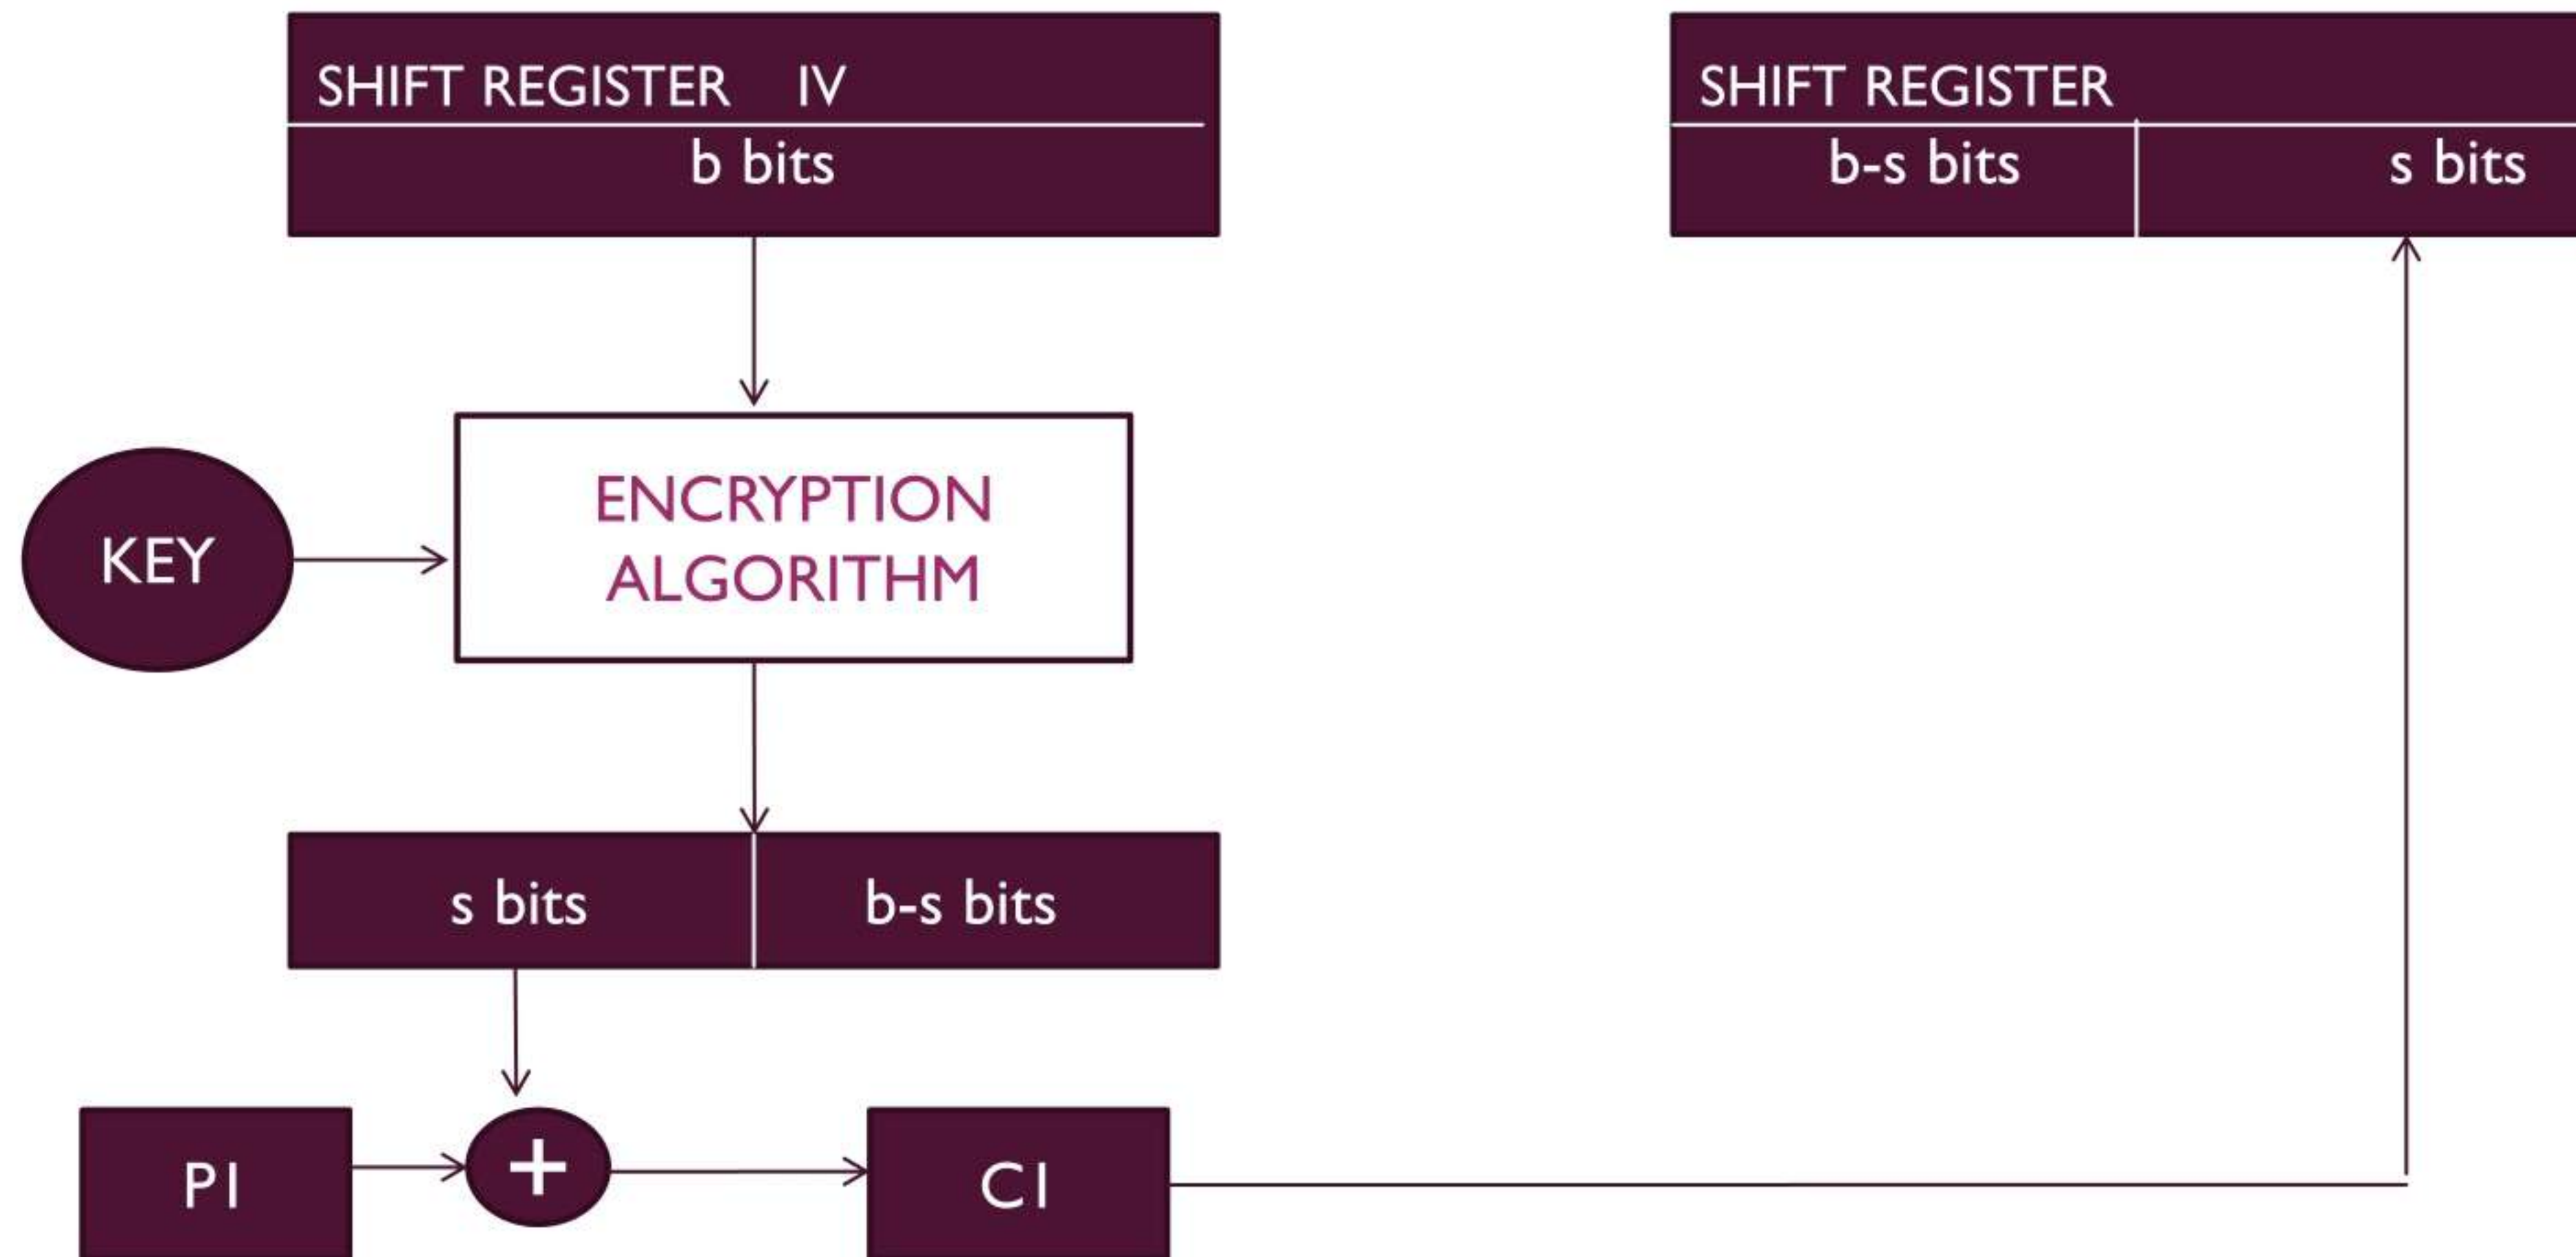 SHIFT REGISTER IV
b bits
SHIFT REGISTER
b-s bits
s bits
KEY
ENCRYPTION
ALGORITHM
s bits
b-s bits
+
P1
C1